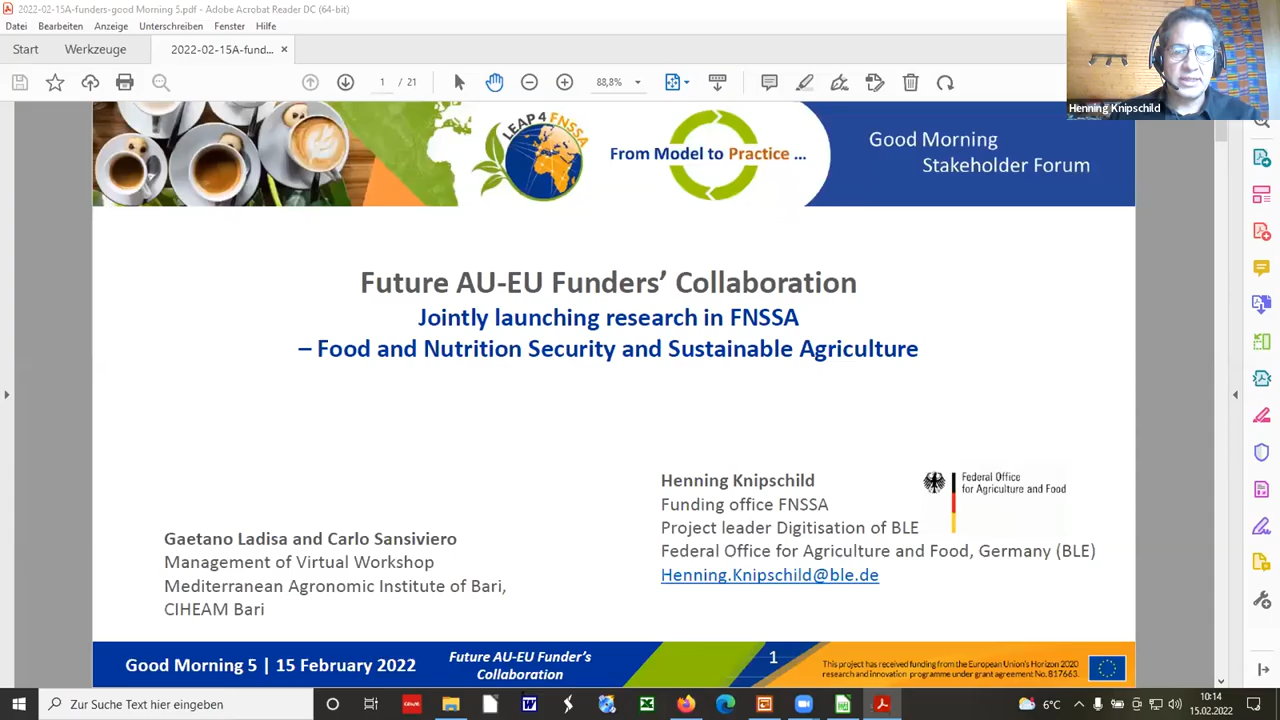 2022-02-15A-funders-good Morning 5.pdf - Adobe Acrobat Reader DC (64-bit)
Datei Bearbeiten Anzeige Unterschreiben Fenster Hilfe
Start Werkzeuge 2022-02-15A-fund... ×
1 / 21 88,8%
Henning Knipschild
LEAP4FNSSA
From Model to Practice ...
Good Morning
Stakeholder Forum
Future AU-EU Funders’ Collaboration
Jointly launching research in FNSSA
– Food and Nutrition Security and Sustainable Agriculture
Henning Knipschild
Funding office FNSSA
Project leader Digitisation of BLE
Federal Office for Agriculture and Food, Germany (BLE)
Henning.Knipschild@ble.de
Federal Office
for Agriculture and Food
Gaetano Ladisa and Carlo Sansiviero
Management of Virtual Workshop
Mediterranean Agronomic Institute of Bari,
CIHEAM Bari
Good Morning 5 | 15 February 2022
Future AU-EU Funder’s
Collaboration
1
This project has received funding from the European Union’s Horizon 2020
research and innovation programme under grant agreement No. 817663.
Zur Suche Text hier eingeben
6°C
10:14
15.02.2022